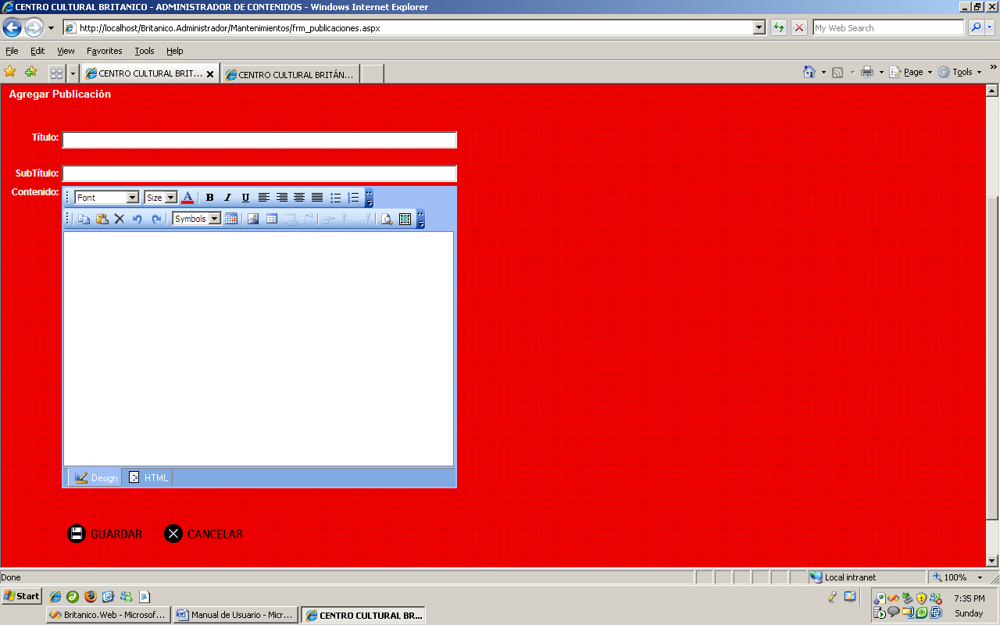 CENTRO CULTURAL BRITANICO - ADMINISTRADOR DE CONTENIDOS - Windows Internet Explorer
http://localhost/Britanico.Administrador/Mantenimientos/frm_publicaciones.aspx
My Web Search
File Edit View Favorites Tools Help
CENTRO CULTURAL BRIT... CENTRO CULTURAL BRITÁN... Page Tools
Agregar Publicación
Título:
SubTítulo:
Contenido:
Font Size A B I U
Symbols
Design HTML
GUARDAR CANCELAR
Done Local intranet 100%
Start 7:35 PM
Britanico.Web - Microsof... Manual de Usuario - Micr... CENTRO CULTURAL BR... Sunday